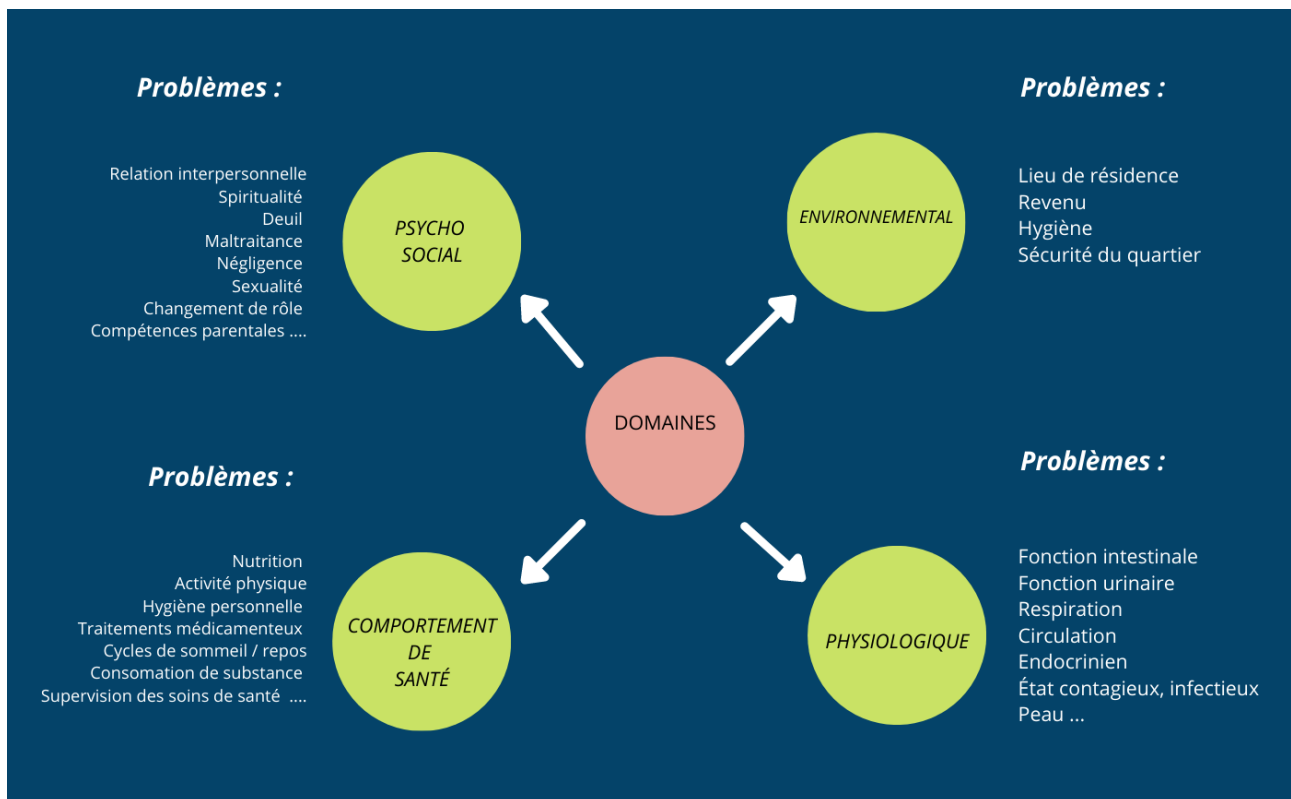 Problèmes :
Relation interpersonnelle
Spiritualité
Deuil
Maltraitance
Négligence
Sexualité
Changement de rôle
Compétences parentales ....
PSYCHO
SOCIAL
ENVIRONNEMENTAL
Problèmes :
Lieu de résidence
Revenu
Hygiène
Sécurité du quartier
DOMAINES
Problèmes :
Nutrition
Activité physique
Hygiène personnelle
Traitements médicamenteux
Cycles de sommeil / repos
Consomation de substance
Supervision des soins de santé ....
COMPORTEMENT
DE
SANTÉ
PHYSIOLOGIQUE
Problèmes :
Fonction intestinale
Fonction urinaire
Respiration
Circulation
Endocrinien
État contagieux, infectieux
Peau ...